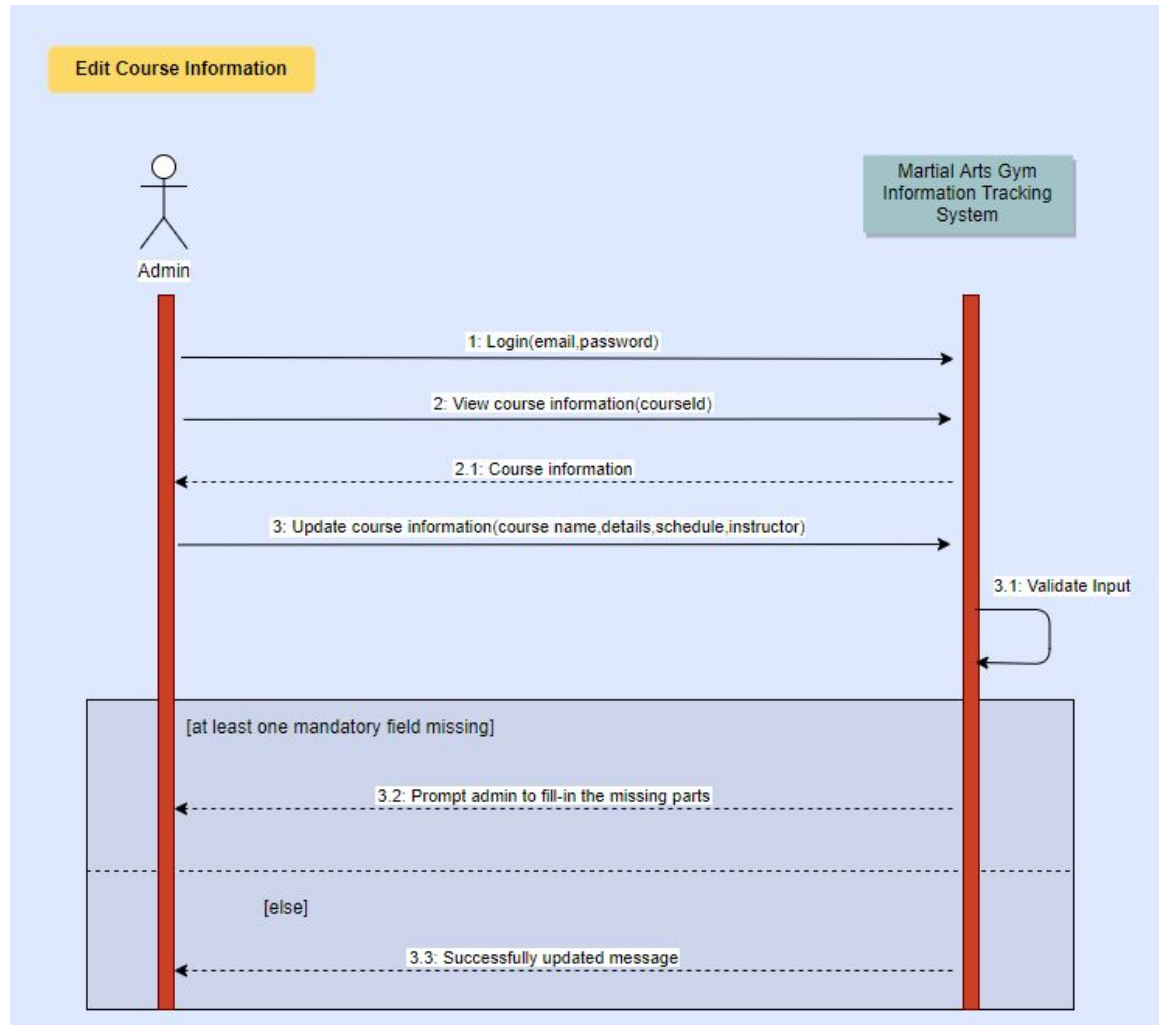 Edit Course Information
Martial Arts Gym
Information Tracking
System
Admin
1: Login(email,password)
2: View course information(courseId)
2.1: Course information
3: Update course information(course name,details,schedule,instructor)
3.1: Validate Input
[at least one mandatory field missing]
3.2: Prompt admin to fill-in the missing parts
[else]
3.3: Successfully updated message